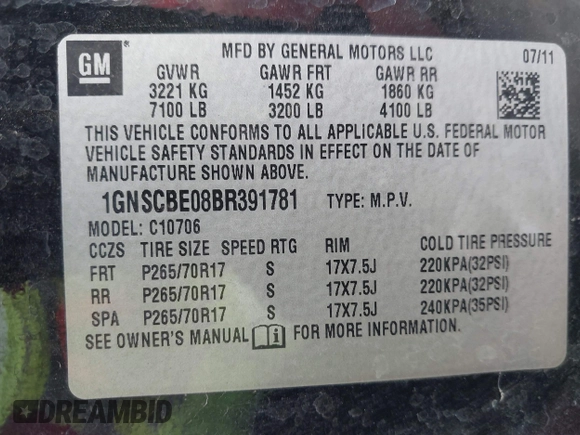 GM
MFD BY GENERAL MOTORS LLC 07/11
GVWR GAWR FRT GAWR RR
3221 KG 1452 KG 1860 KG
7100 LB 3200 LB 4100 LB
THIS VEHICLE CONFORMS TO ALL APPLICABLE U.S. FEDERAL MOTOR
VEHICLE SAFETY STANDARDS IN EFFECT ON THE DATE OF
MANUFACTURE SHOWN ABOVE.
1GNSCBE08BR391781 TYPE: M.P.V.
MODEL: C10706
CCZS TIRE SIZE SPEED RTG RIM COLD TIRE PRESSURE
FRT P265/70R17 S 17X7.5J 220KPA(32PSI)
RR P265/70R17 S 17X7.5J 220KPA(32PSI)
SPA P265/70R17 S 17X7.5J 240KPA(35PSI)
SEE OWNER'S MANUAL FOR MORE INFORMATION.
DREAMBID